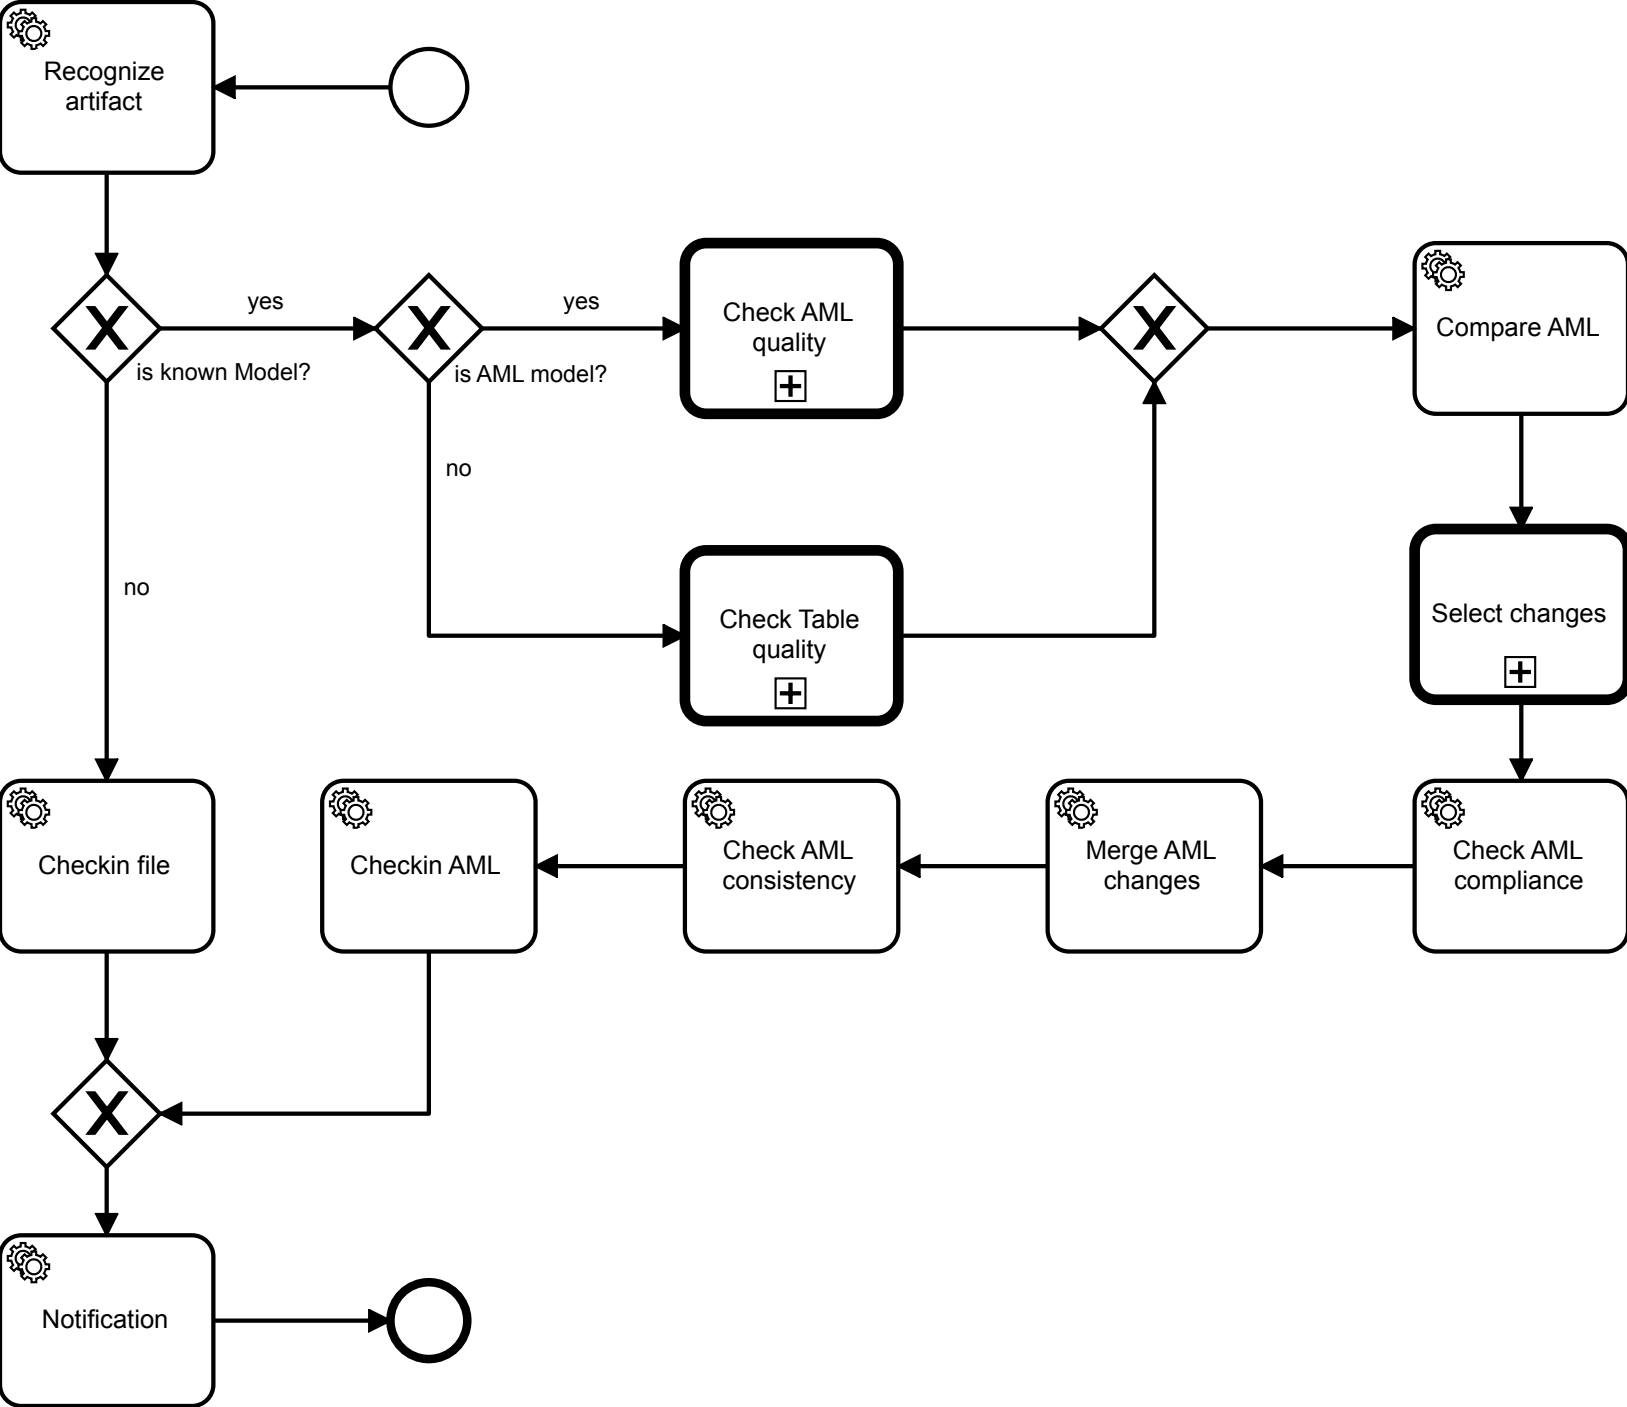 Recognize
artifact
yes
yes
is known Model?
is AML model?
Check AML
quality
Compare AML
no
no
Check Table
quality
Select changes
Checkin file
Checkin AML
Check AML
consistency
Merge AML
changes
Check AML
compliance
Notification